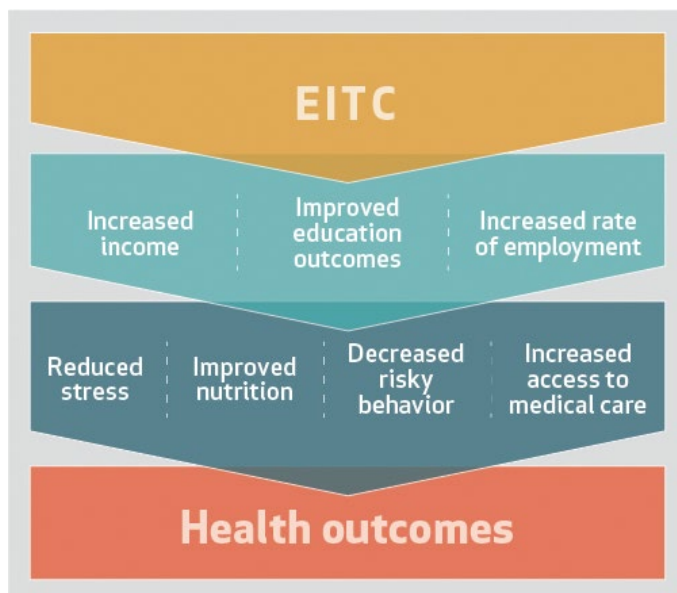 EITC
Increased
income
Improved
education
outcomes
Increased rate
of employment
Reduced
stress
Improved
nutrition
Decreased
risky
behavior
Increased
access to
medical care
Health outcomes